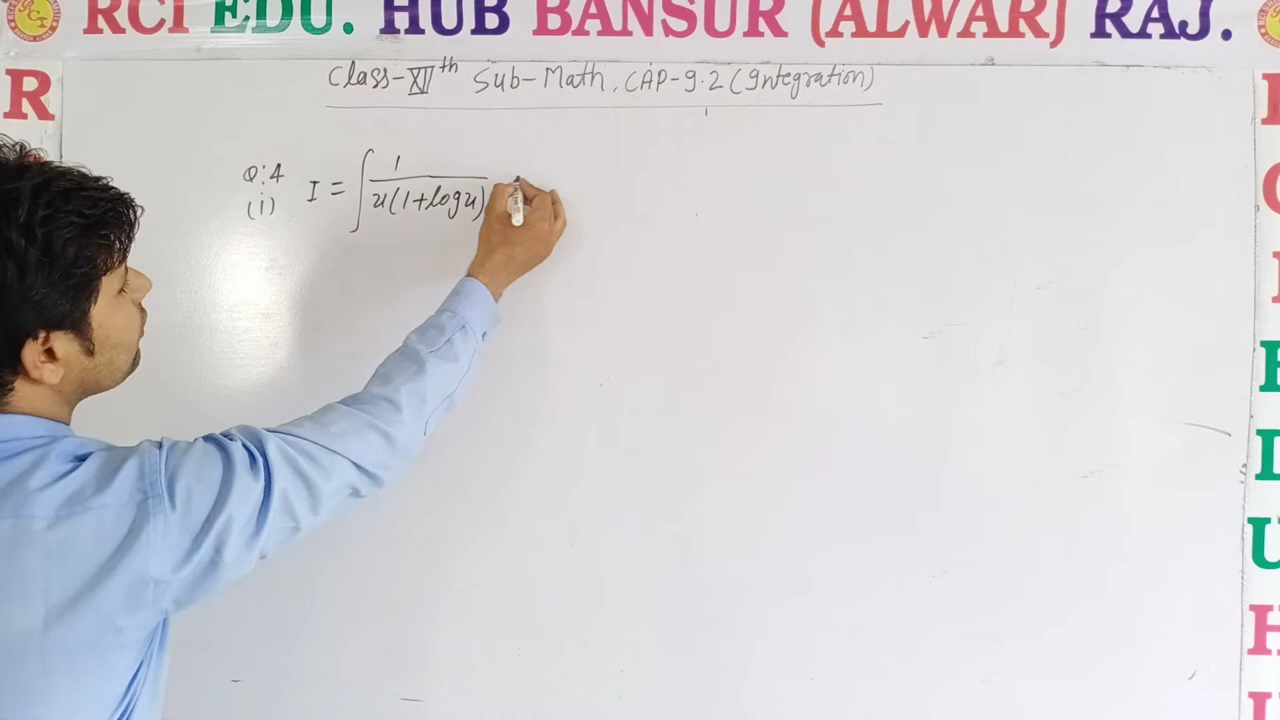 RCI EDU. HUB BANSUR (ALWAR) RAJ.
R
Class-XIIth Sub-Math, CAP-9.2 (Integration)
Q:4
(i) I = ∫ 1 / x(1+logx)
E
D
U
H
U